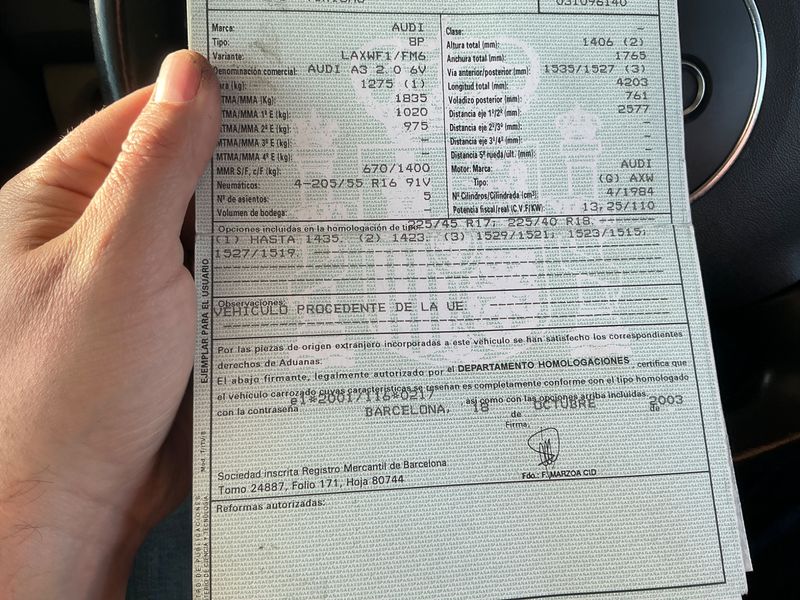 031096140
Marca: AUDI
Tipo: 8P
Variante: LAXWF1/FM6
Denominación comercial: AUDI A3 2.0 6V
Tara (kg): 1275 (1)
MTMA/MMA (Kg): 1835
MTMA/MMA 1º E (kg): 1020
MTMA/MMA 2º E (kg): 975
MTMA/MMA 3º E (kg): —
MTMA/MMA 4º E (kg): —
MMR S/F, c/F (kg): 670/1400
Neumáticos: 4-205/55 R16 91V
Nº de asientos: 5
Volumen de bodega: —
Clase: —
Altura total (mm): 1406 (2)
Anchura total (mm): 1765
Vía anterior/posterior (mm): 1535/1527 (3)
Longitud total (mm): 4203
Voladizo posterior (mm): 761
Distancia eje 1º/2º (mm): 2577
Distancia eje 2º/3º (mm): —
Distancia eje 3º/4º (mm): —
Distancia 5ª rueda/últ. (mm): —
Motor: Marca: AUDI
Tipo: (G) AXW
Nº Cilindros/Cilindrada (cm³) 4/1984
Potencia fiscal/real (C.V.F/KW) 13,25/110
Opciones incluidas en la homologación de tipo: 225/45 R17; 225/40 R18.
(1) HASTA 1435. (2) 1423. (3) 1529/1521; 1523/1515;
1527/1519.
Observaciones:
VEHICULO PROCEDENTE DE LA UE
Por las piezas de origen extranjero incorporadas a este vehículo se han satisfecho los correspondientes
derechos de Aduanas:
El abajo firmante, legalmente autorizado por el DEPARTAMENTO HOMOLOGACIONES, certifica que
el vehículo carrozado cuyas características se reseñan es completamente conforme con el tipo homologado
con la contraseña e1*2001/116*0217 así como con las opciones arriba incluidas
BARCELONA, 18 de OCTUBRE de 2003
Firma,
Fdo.: F. MARZOA CID
Sociedad inscrita Registro Mercantil de Barcelona
Tomo 24887. Folio 171, Hoja 80744
Reformas autorizadas:
EJEMPLAR PARA EL USUARIO